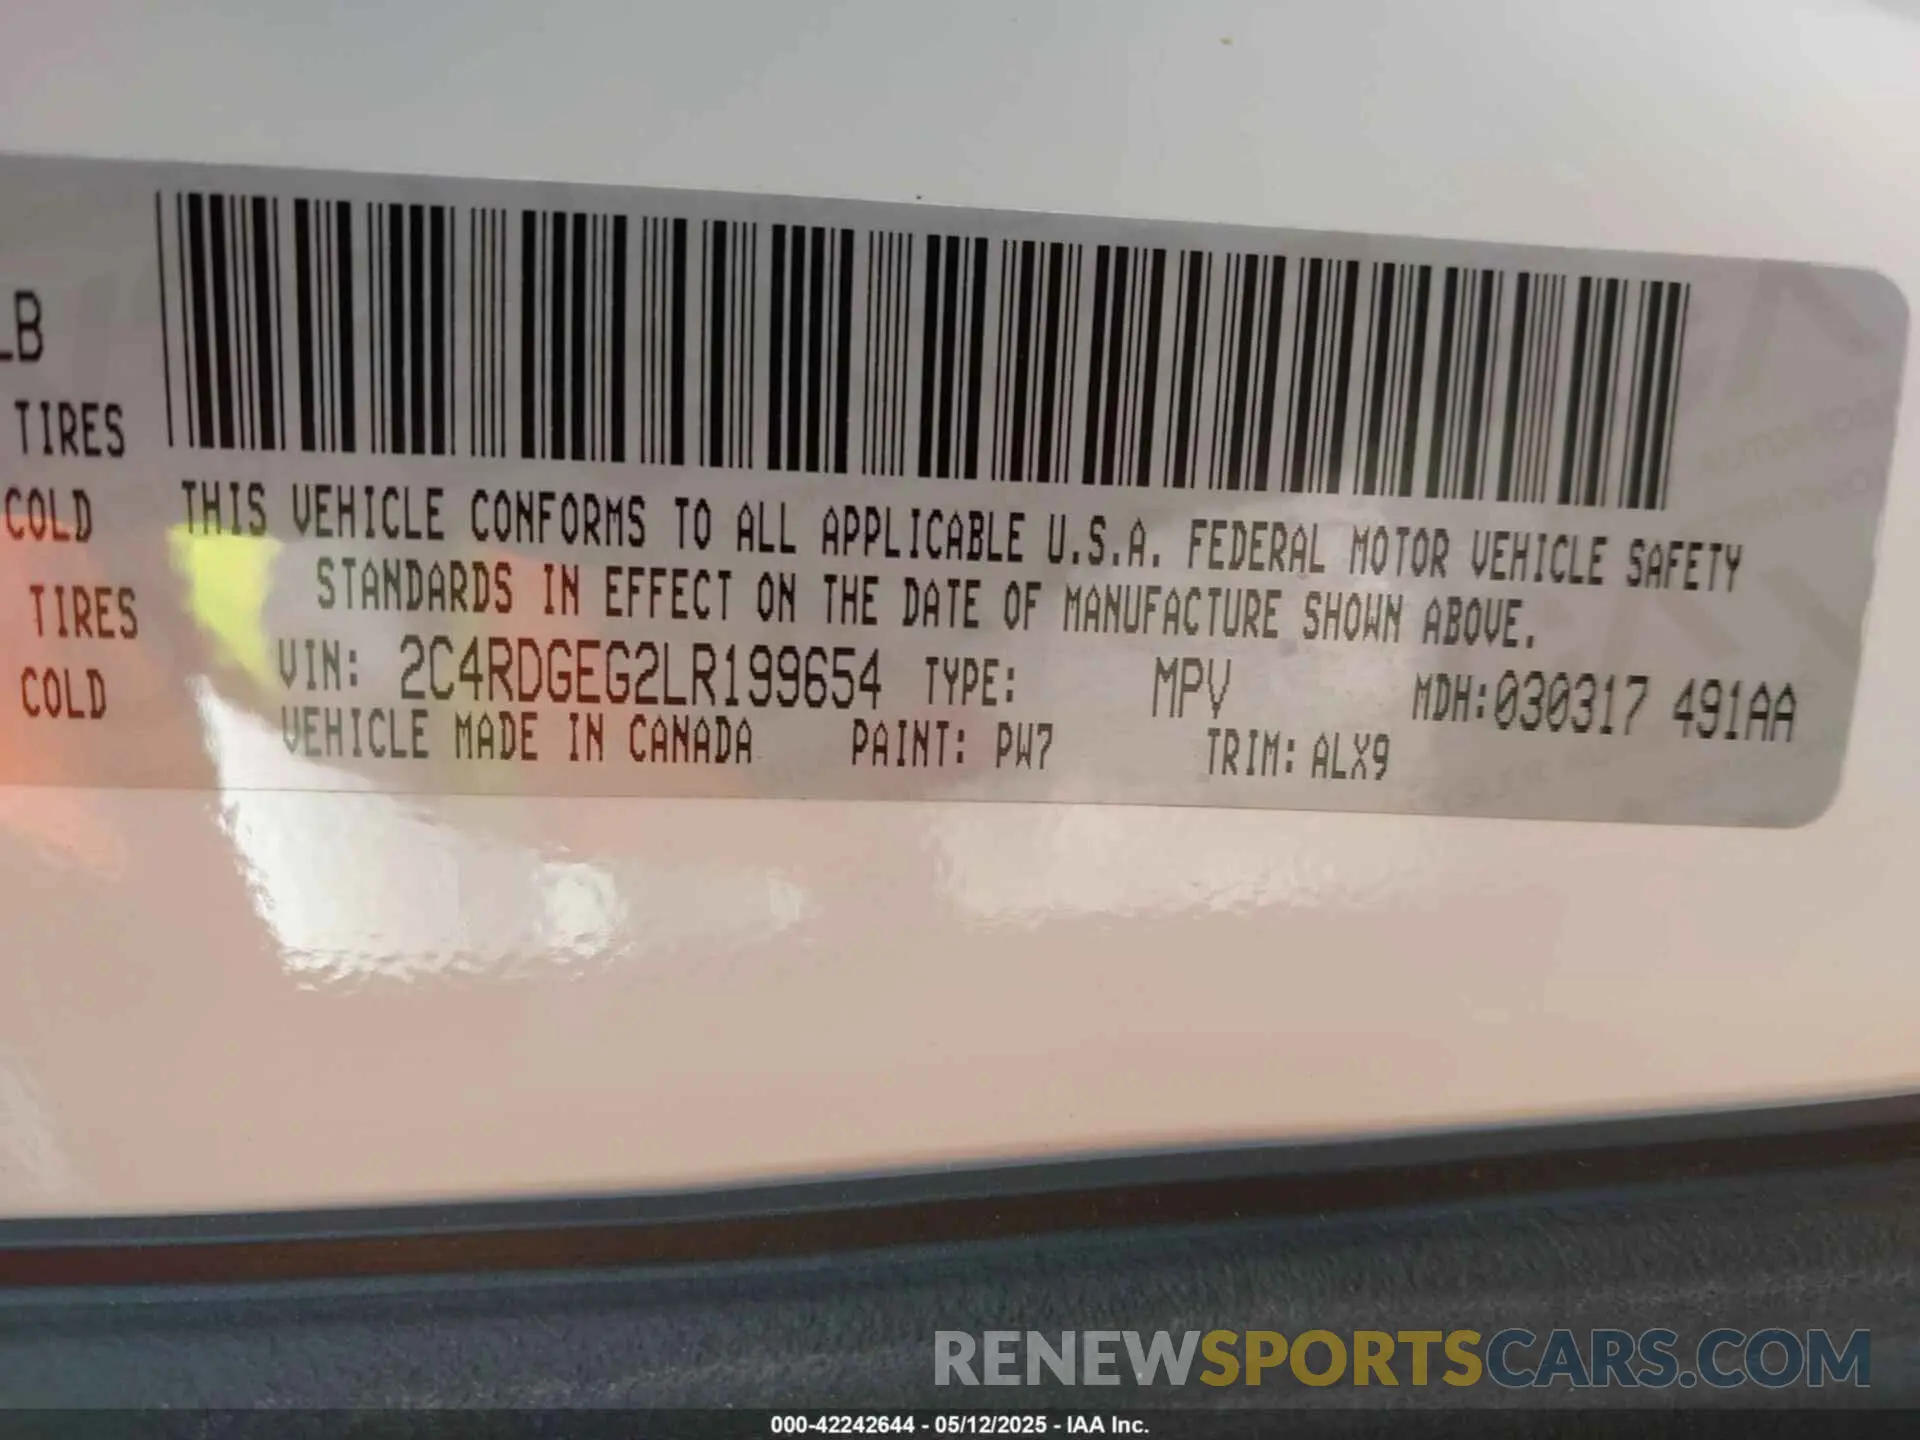 LB
TIRES
COLD
TIRES
COLD
THIS VEHICLE CONFORMS TO ALL APPLICABLE U.S.A. FEDERAL MOTOR VEHICLE SAFETY
STANDARDS IN EFFECT ON THE DATE OF MANUFACTURE SHOWN ABOVE.
VIN: 2C4RDGEG2LR199654 TYPE: MPV MDH:030317 491AA
VEHICLE MADE IN CANADA PAINT: PW7 TRIM: ALX9
RENEWSPORTSCARS.COM
000-42242644 - 05/12/2025 - IAA Inc.